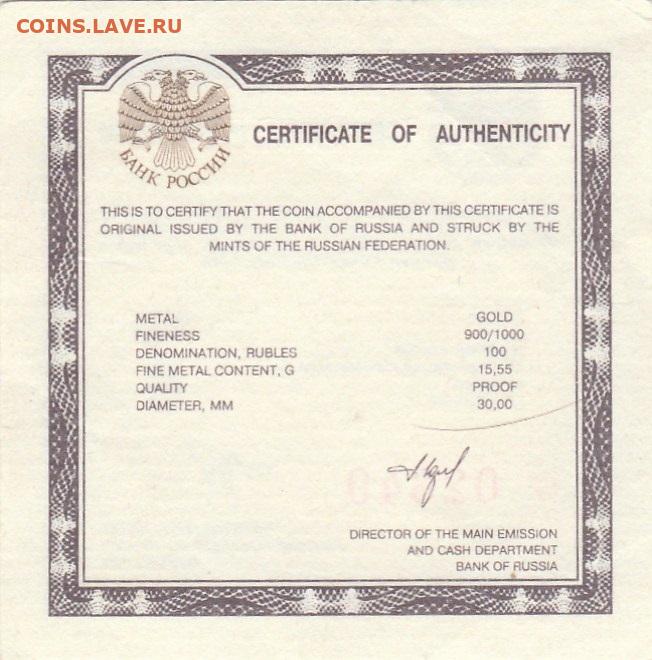 COINS.LAVE.RU
БАНК РОССИИ
CERTIFICATE OF AUTHENTICITY
THIS IS TO CERTIFY THAT THE COIN ACCOMPANIED BY THIS CERTIFICATE IS
ORIGINAL ISSUED BY THE BANK OF RUSSIA AND STRUCK BY THE
MINTS OF THE RUSSIAN FEDERATION.
METAL GOLD
FINENESS 900/1000
DENOMINATION, RUBLES 100
FINE METAL CONTENT, G 15,55
QUALITY PROOF
DIAMETER, MM 30,00
DIRECTOR OF THE MAIN EMISSION
AND CASH DEPARTMENT
BANK OF RUSSIA